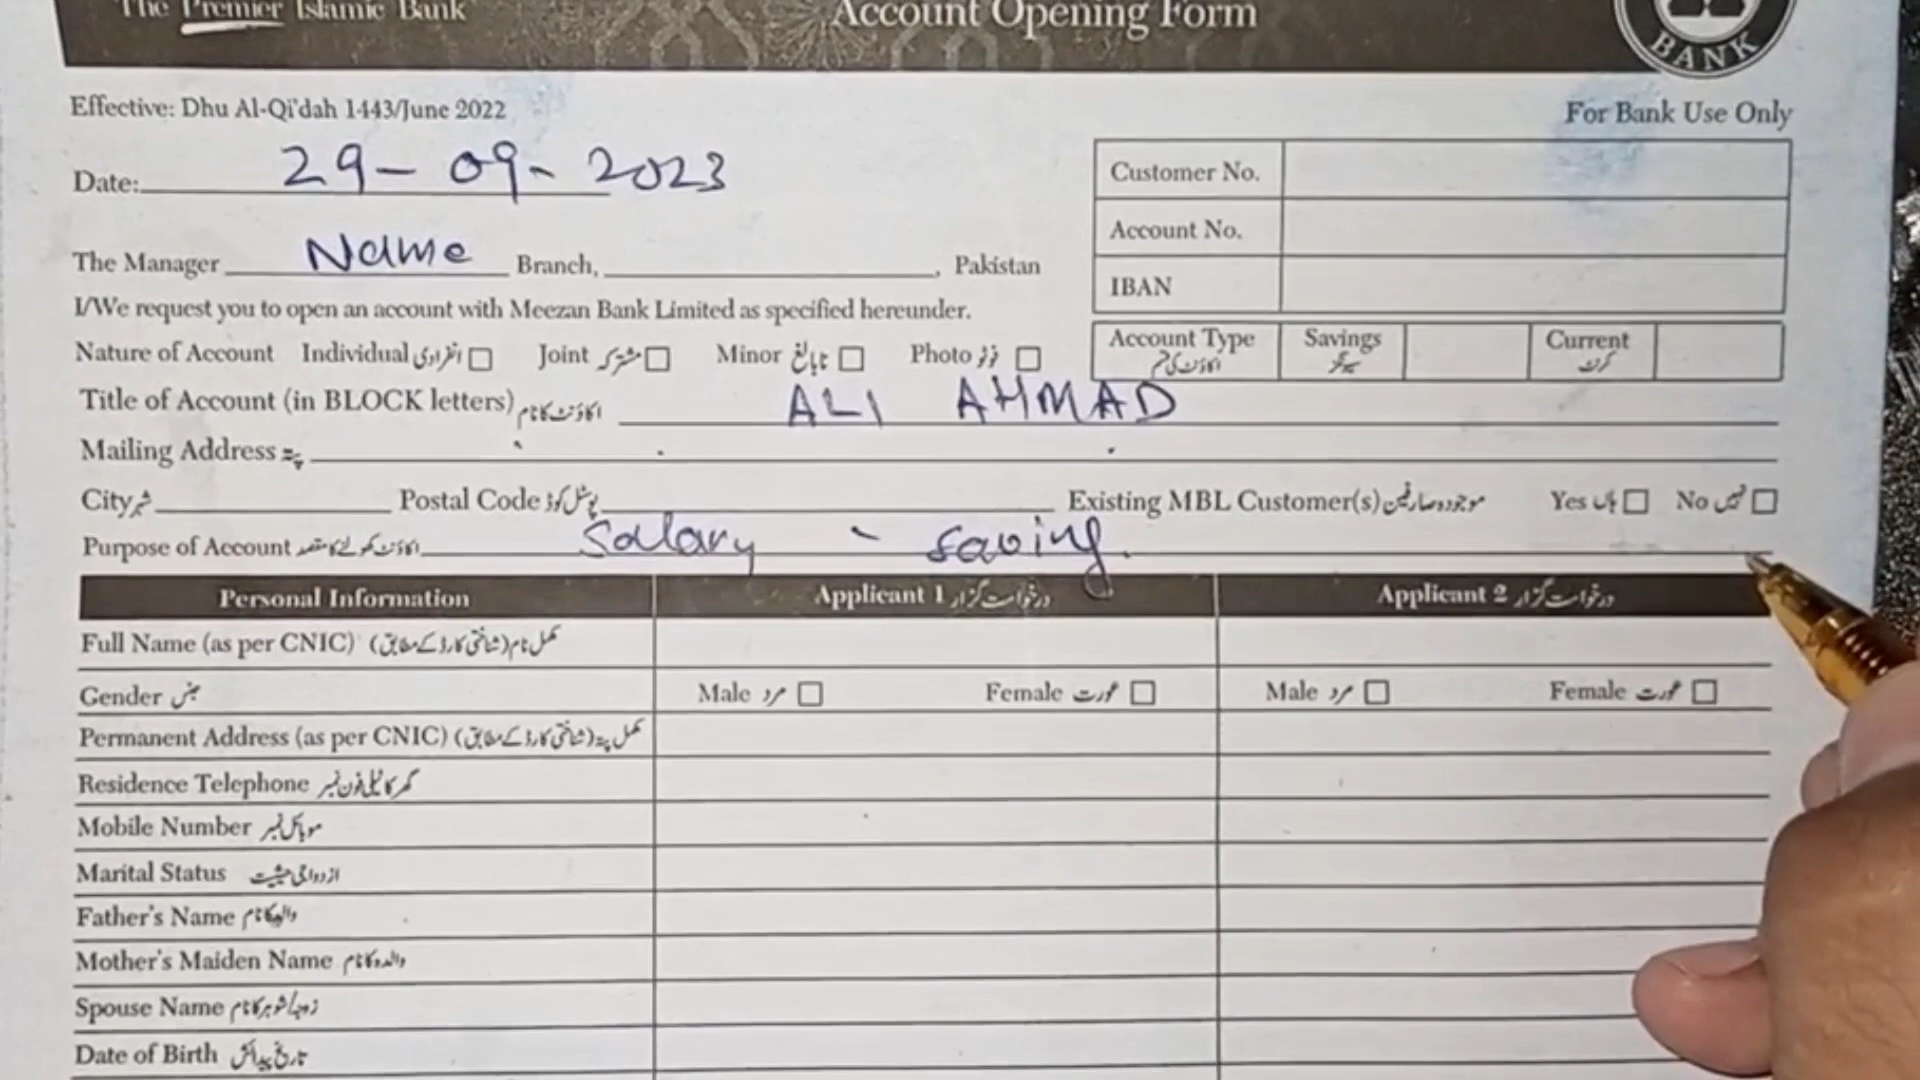 The Premier Islamic Bank
Account Opening Form
BANK
Effective: Dhu Al-Qi'dah 1443/June 2022
For Bank Use Only
Date: 29-09-2023
Customer No.
The Manager Name Branch, , Pakistan
Account No.
IBAN
I/We request you to open an account with Meezan Bank Limited as specified hereunder.
Nature of Account Individual انفرادی Joint مشترکہ Minor نابالغ Photo فوٹو
Account Type اکاؤنٹ کی قسم Savings سیونگز Current کرنٹ
Title of Account (in BLOCK letters) اکاؤنٹ کا نام ALI AHMAD
Mailing Address پتہ
City شہر Postal Code پوسٹل کوڈ Existing MBL Customer(s) موجودہ صارفین Yes ہاں No نہیں
Purpose of Account اکاؤنٹ کھولنے کا مقصد Salary - Saving.
Personal Information Applicant 1 درخواست گزار Applicant 2 درخواست گزار
Full Name (as per CNIC) مکمل نام (شناختی کارڈ کے مطابق)
Gender جنس Male مرد Female عورت Male مرد Female عورت
Permanent Address (as per CNIC) مکمل پتہ (شناختی کارڈ کے مطابق)
Residence Telephone گھر کا ٹیلی فون نمبر
Mobile Number موبائل نمبر
Marital Status ازدواجی حیثیت
Father's Name والد کا نام
Mother's Maiden Name والدہ کا نام
Spouse Name زوجہ/شوہر کا نام
Date of Birth تاریخ پیدائش